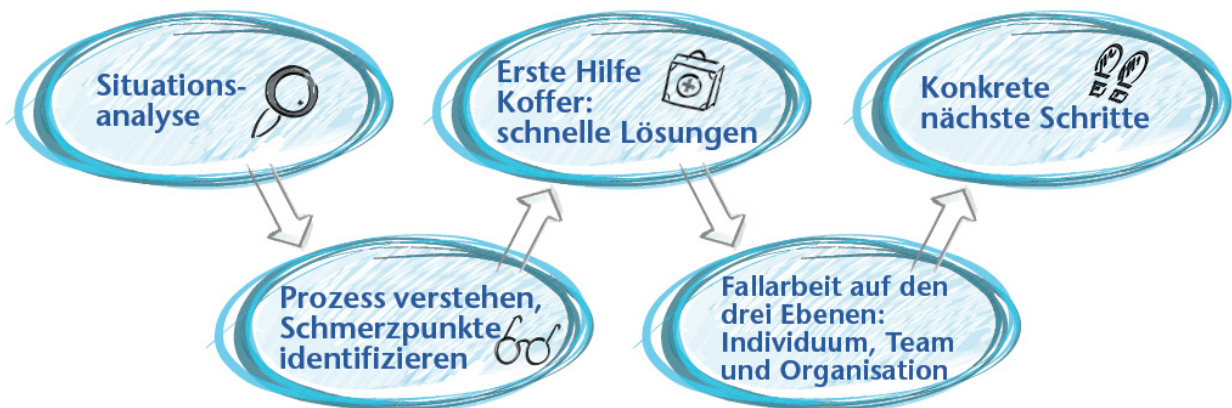 Situations-
analyse
Prozess verstehen,
Schmerzpunkte
identifizieren
Erste Hilfe
Koffer:
schnelle Lösungen
Fallarbeit auf den
drei Ebenen:
Individuum, Team
und Organisation
Konkrete
nächste Schritte